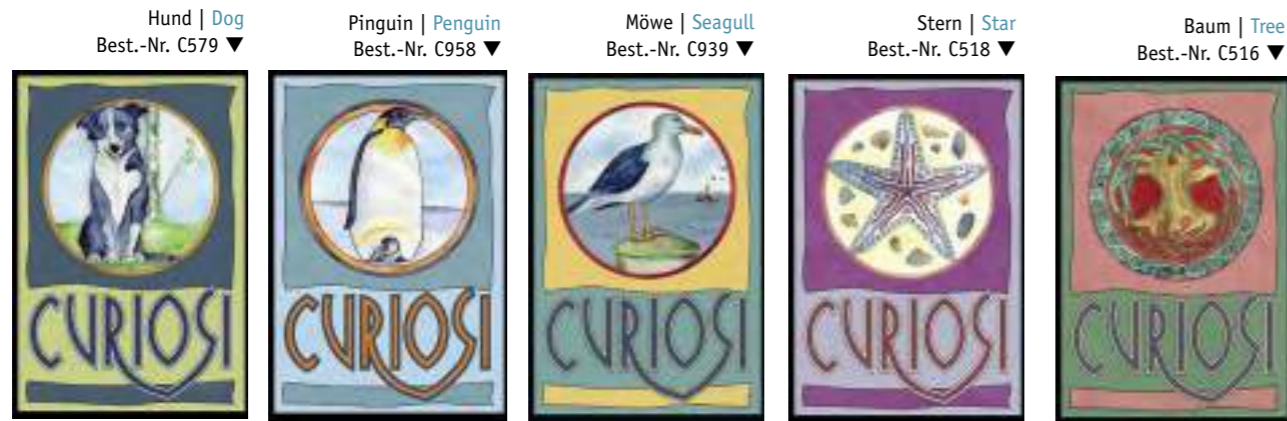 Hund | Dog
Best.-Nr. C579 ▼
Pinguin | Penguin
Best.-Nr. C958 ▼
Möwe | Seagull
Best.-Nr. C939 ▼
Stern | Star
Best.-Nr. C518 ▼
Baum | Tree
Best.-Nr. C516 ▼
CURIOSI
CURIOSI
CURIOSI
CURIOSI
CURIOSI